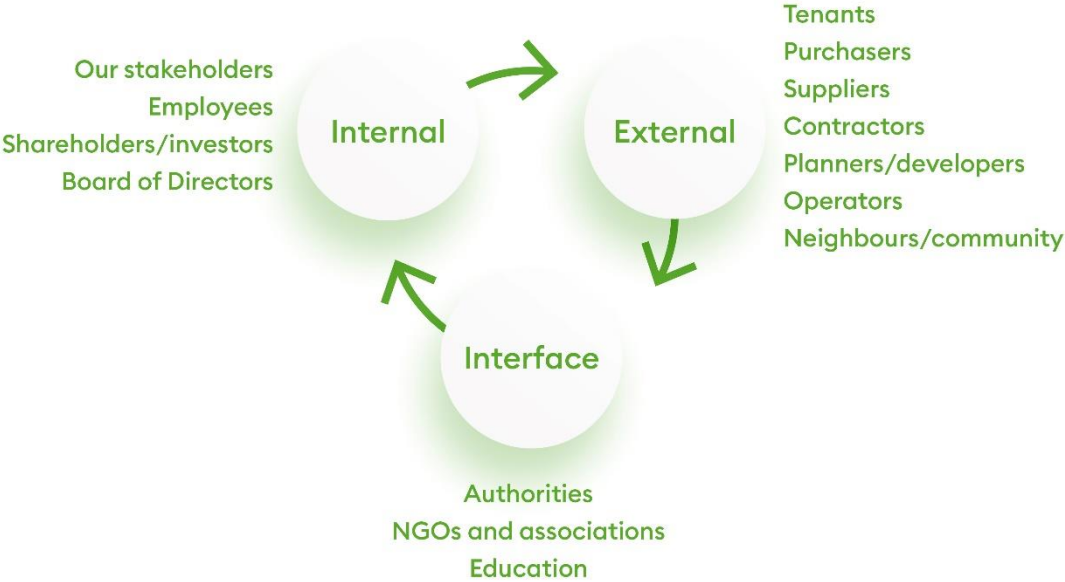 Our stakeholders
Employees
Shareholders/investors
Board of Directors
Internal
External
Tenants
Purchasers
Suppliers
Contractors
Planners/developers
Operators
Neighbours/community
Interface
Authorities
NGOs and associations
Education